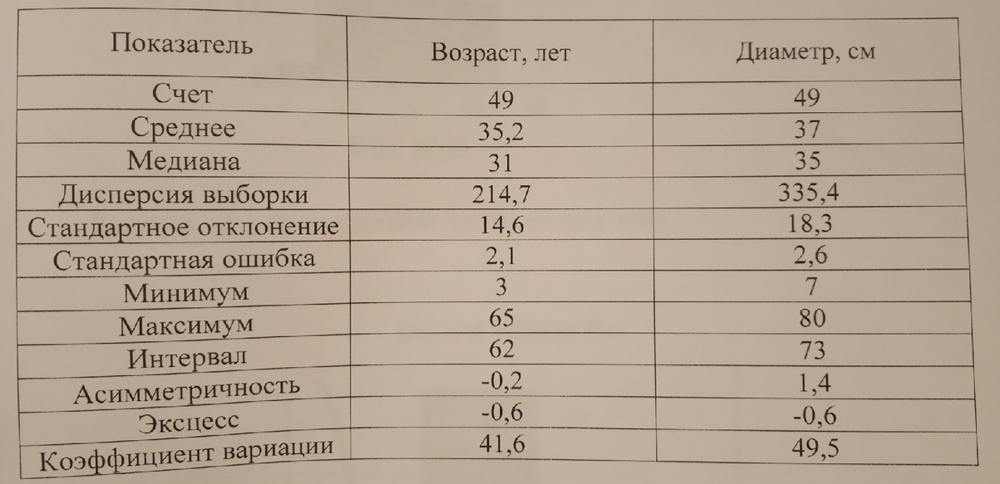 Показатель Возраст, лет Диаметр, см
Счет 49 49
Среднее 35,2 37
Медиана 31 35
Дисперсия выборки 214,7 335,4
Стандартное отклонение 14,6 18,3
Стандартная ошибка 2,1 2,6
Минимум 3 7
Максимум 65 80
Интервал 62 73
Асимметричность -0,2 1,4
Эксцесс -0,6 -0,6
Коэффициент вариации 41,6 49,5